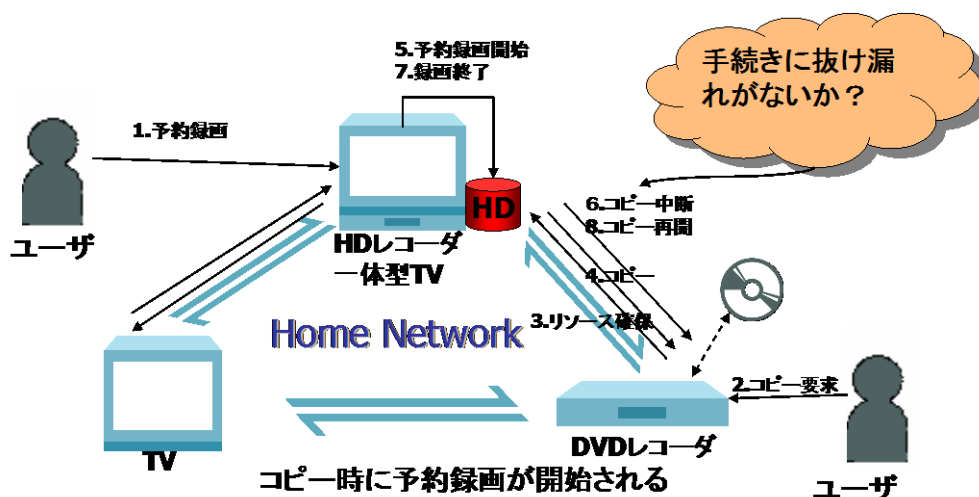 5.予約録画開始
7.録画終了
手続きに抜け漏
れがないか？
1.予約録画
HD
6.コピー中断
8.コピー再開
ユーザ
HDレコーダ
一体型TV
4.コピー
3.リソース確保
Home Network
2.コピー要求
TV
DVDレコーダ
コピー時に予約録画が開始される
ユーザ